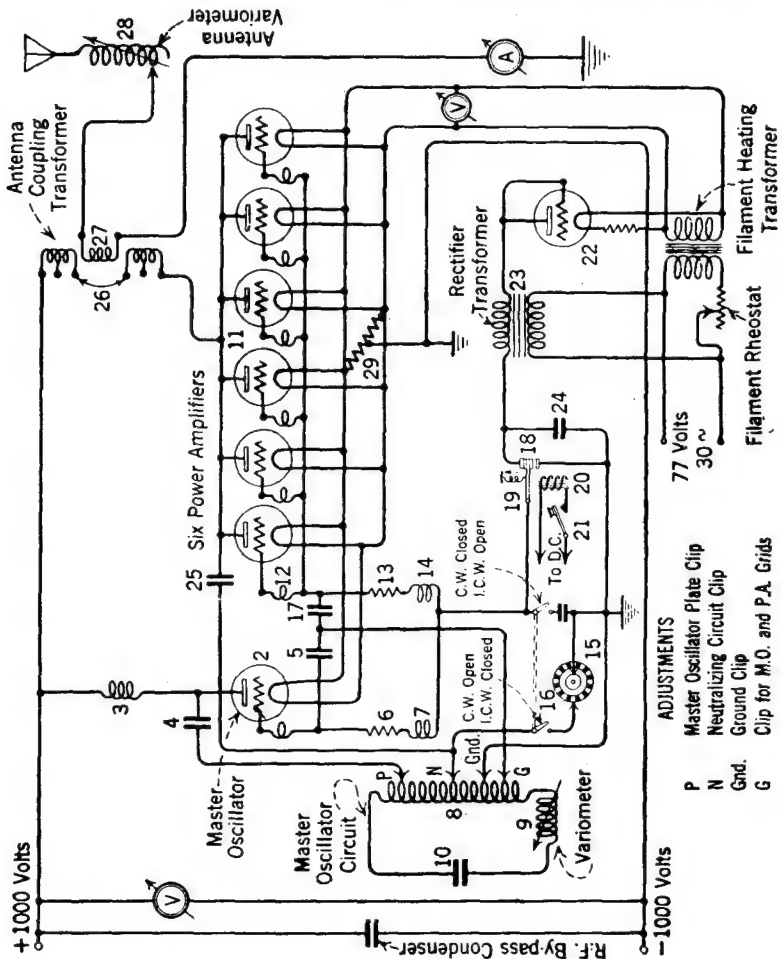 +1000 Volts
R.F. By-pass Condenser
V
-1000 Volts
Master
Oscillator
Master
Oscillator
Circuit
Variometer
3
4
2
5
6
7
8
9
10
P
N
Gnd.
G
C.W. Open
I.C.W. Closed
C.W. Closed
I.C.W. Open
16
15
25
Six Power Amplifiers
11
12
17
13
14
To D.C.
18
19
20
21
24
29
Antenna
Coupling
Transformer
26
27
28
Antenna
Variometer
A
V
Rectifier
Transformer
23
22
77 Volts
30 ~
Filament Rheostat
Filament Heating
Transformer
ADJUSTMENTS
P Master Oscillator Plate Clip
N Neutralizing Circuit Clip
Gnd. Ground Clip
G Clip for M.O. and P.A. Grids